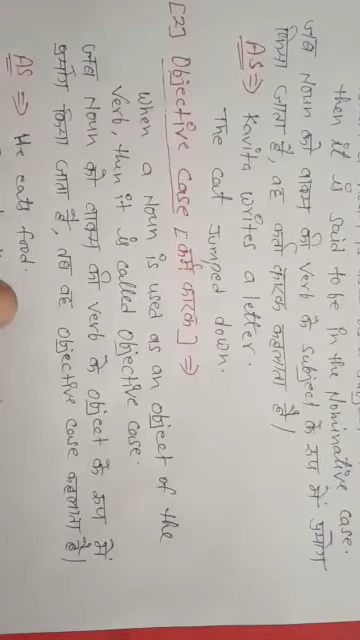 then it is said to be in the Nominative case.
जब Noun को वाक्य की verb के subject के रूप में प्रयोग
किया जाता है, वह कर्ता कारक कहलाता है।
AS ⇒ Kavita writes a letter.
The cat jumped down.
[2] Objective Case [कर्म कारक] ⇒
When a Noun is used as an object of the
verb, then it is called objective case.
जब Noun को वाक्य की verb के object के रूप में
प्रयोग किया जाता है, तब वह objective case कहलाता है।
AS ⇒ He eats food.